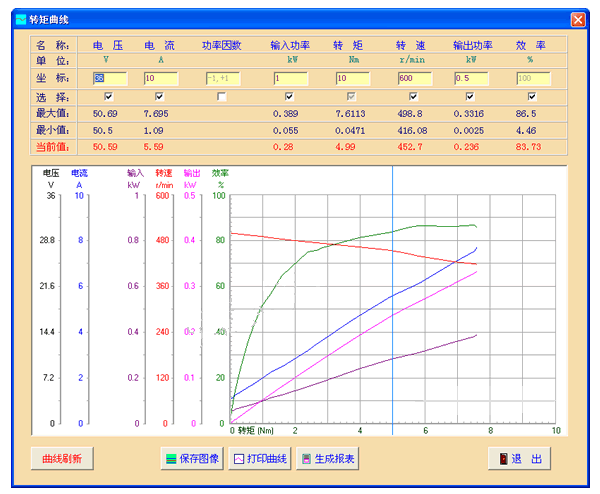 转矩曲线
名 称: 电 压 电 流 功率因数 输入功率 转 矩 转 速 输出功率 效 率
单 位: V A kW Nm r/min kW %
坐 标: 36 10 -1,+1 1 10 600 0.5 100
选 择:
最大值: 50.69 7.695 0.389 7.6113 498.8 0.3316 86.5
最小值: 50.5 1.09 0.055 0.0471 416.08 0.0025 4.46
当前值: 50.59 5.59 0.28 4.99 452.7 0.236 83.73
电压 电流 输入 转速 输出 效率
V A kW r/min kW %
36 10 1 600 0.5 100
28.8 8 0.8 480 0.4 80
21.6 6 0.6 360 0.3 60
14.4 4 0.4 240 0.2 40
7.2 2 0.2 120 0.1 20
0 0 0 0 0
0 转矩 (Nm) 2 4 6 8 10
曲线刷新 保存图像 打印曲线 生成报表 退 出